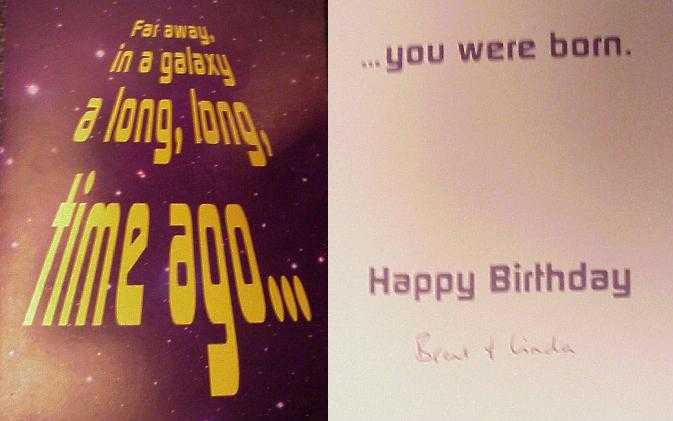 Far away,
in a galaxy
a long, long,
time ago...
...you were born.
Happy Birthday
Brent & Linda